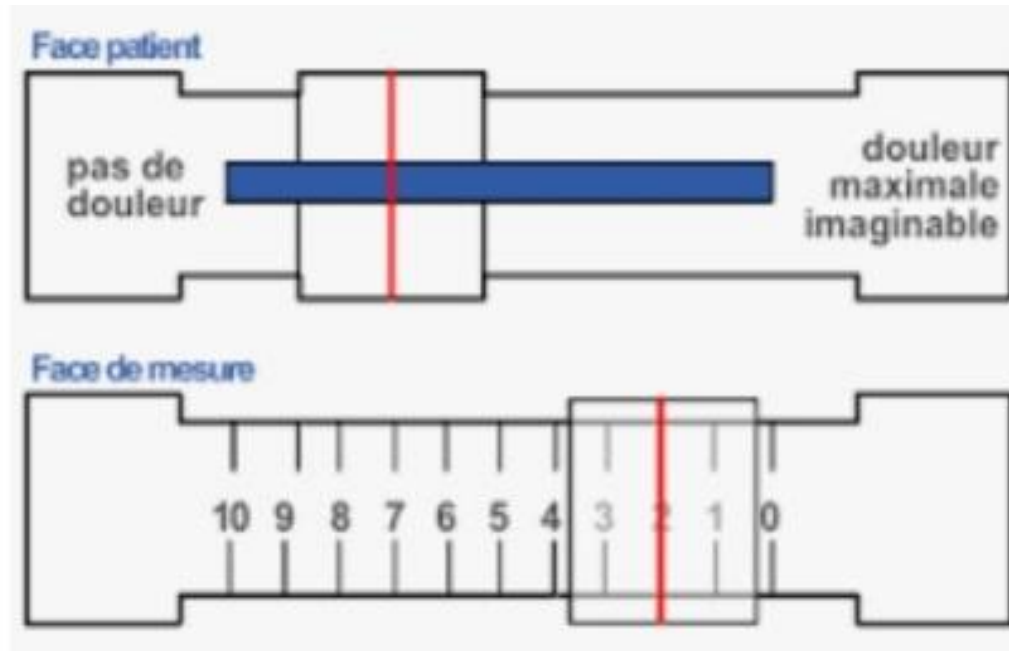 Face patient
pas de
douleur
douleur
maximale
imaginable
Face de mesure
10 9 8 7 6 5 4 3 2 1 0